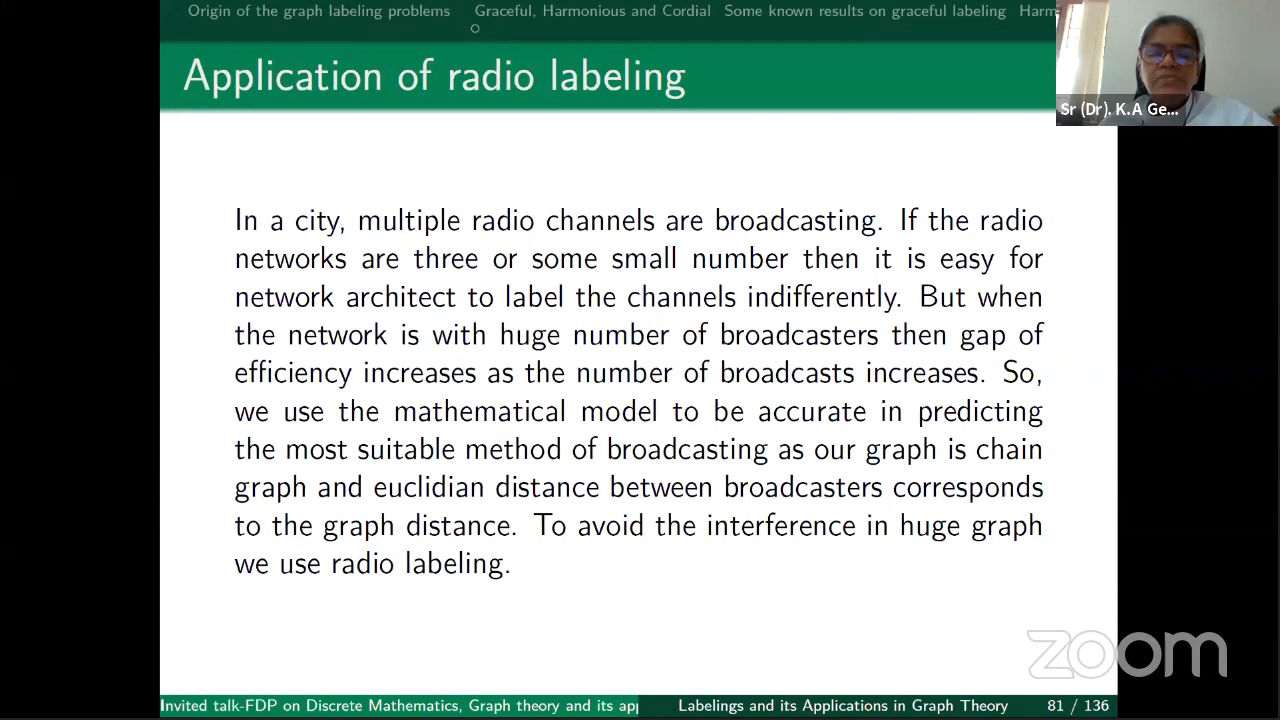 Origin of the graph labeling problems Graceful, Harmonious and Cordial Some known results on graceful labeling Harm
Application of radio labeling
Sr (Dr). K.A Ge...
In a city, multiple radio channels are broadcasting. If the radio
networks are three or some small number then it is easy for
network architect to label the channels indifferently. But when
the network is with huge number of broadcasters then gap of
efficiency increases as the number of broadcasts increases. So,
we use the mathematical model to be accurate in predicting
the most suitable method of broadcasting as our graph is chain
graph and euclidian distance between broadcasters corresponds
to the graph distance. To avoid the interference in huge graph
we use radio labeling.
zoom
Invited talk-FDP on Discrete Mathematics, Graph theory and its app Labelings and its Applications in Graph Theory 81 / 136